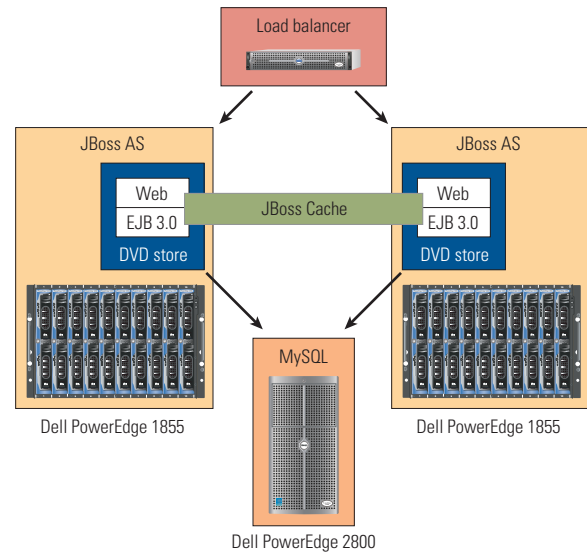 Load balancer
JBoss AS
JBoss AS
Web
EJB 3.0
DVD store
JBoss Cache
Web
EJB 3.0
DVD store
MySQL
Dell PowerEdge 1855
Dell PowerEdge 1855
Dell PowerEdge 2800